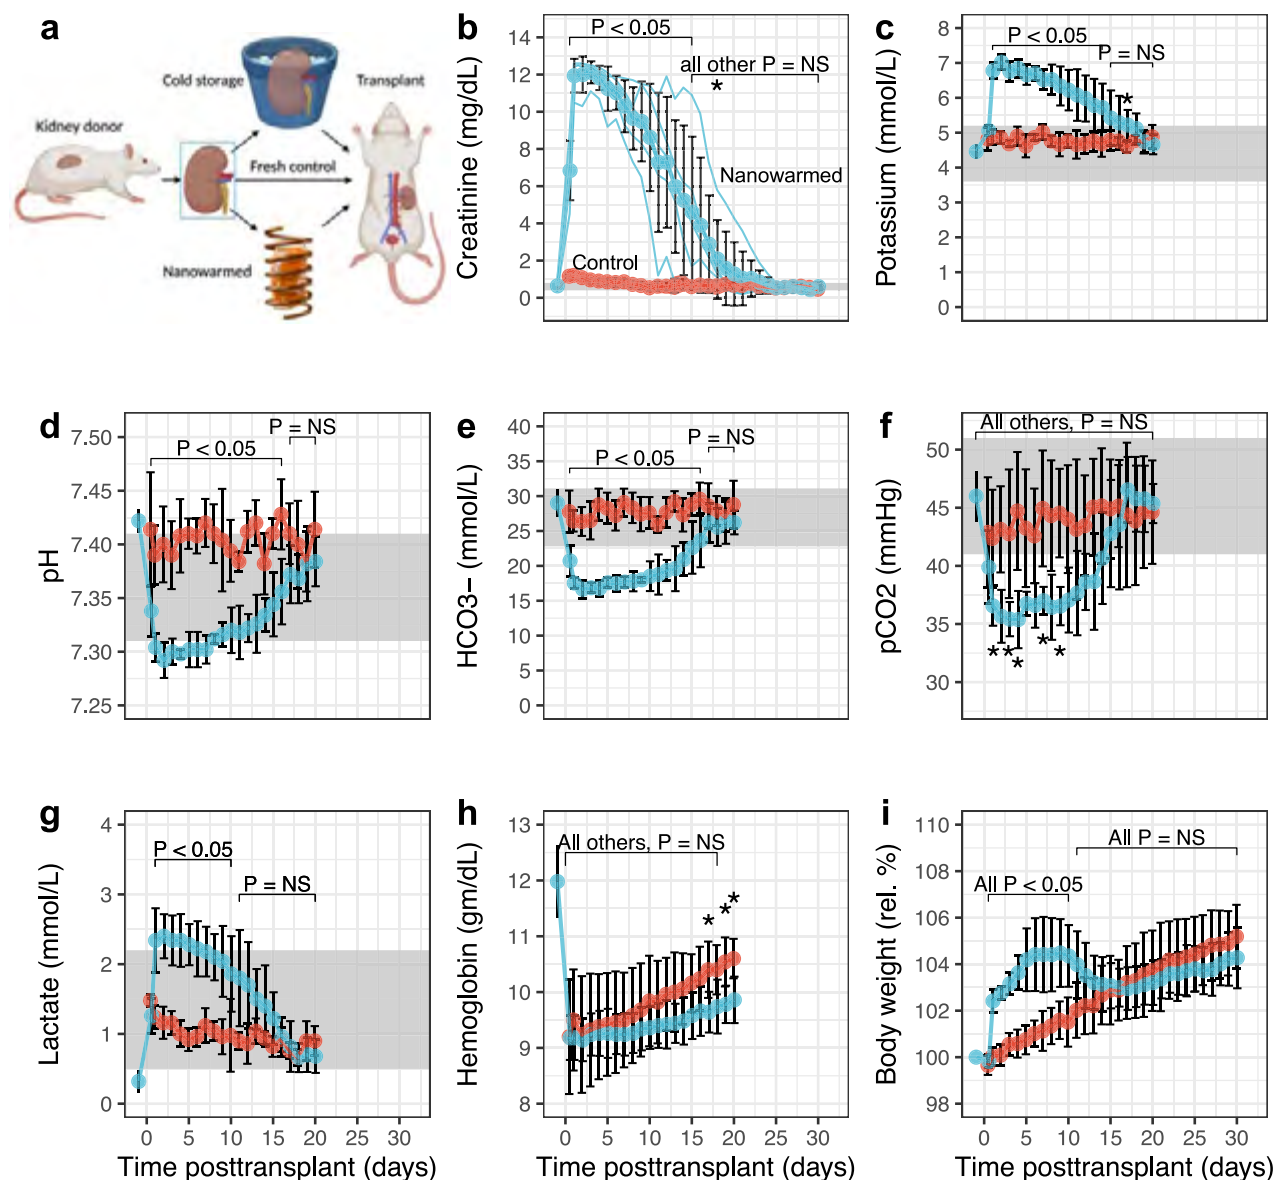 a
Cold storage
Transplant
Kidney donor
Fresh control
Nanowarmed
b
Creatinine (mg/dL)
14
12
10
8
6
4
2
0
P < 0.05
all other P = NS
*
Nanowarmed
Control
c
Potassium (mmol/L)
8
7
6
5
4
3
2
1
0
P < 0.05
P = NS
*
d
pH
7.50
7.45
7.40
7.35
7.30
7.25
P < 0.05
P = NS
e
HCO3− (mmol/L)
40
35
30
25
20
15
10
5
0
P < 0.05
P = NS
f
pCO2 (mmHg)
50
45
40
35
30
All others, P = NS
* * * * *
g
Lactate (mmol/L)
4
3
2
1
0
P < 0.05
P = NS
0 5 10 15 20 25 30
Time posttransplant (days)
h
Hemoglobin (gm/dL)
13
12
11
10
9
8
All others, P = NS
* * *
0 5 10 15 20 25 30
Time posttransplant (days)
i
Body weight (rel. %)
110
108
106
104
102
100
98
All P = NS
All P < 0.05
0 5 10 15 20 25 30
Time posttransplant (days)